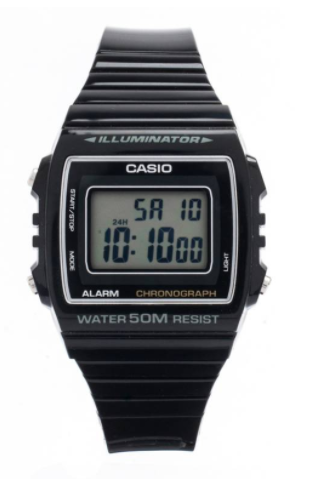 ILLUMINATOR
CASIO
START/STOP
SA 10
24H
10:10 00
MODE
LIGHT
ALARM CHRONOGRAPH
WATER 50M RESIST